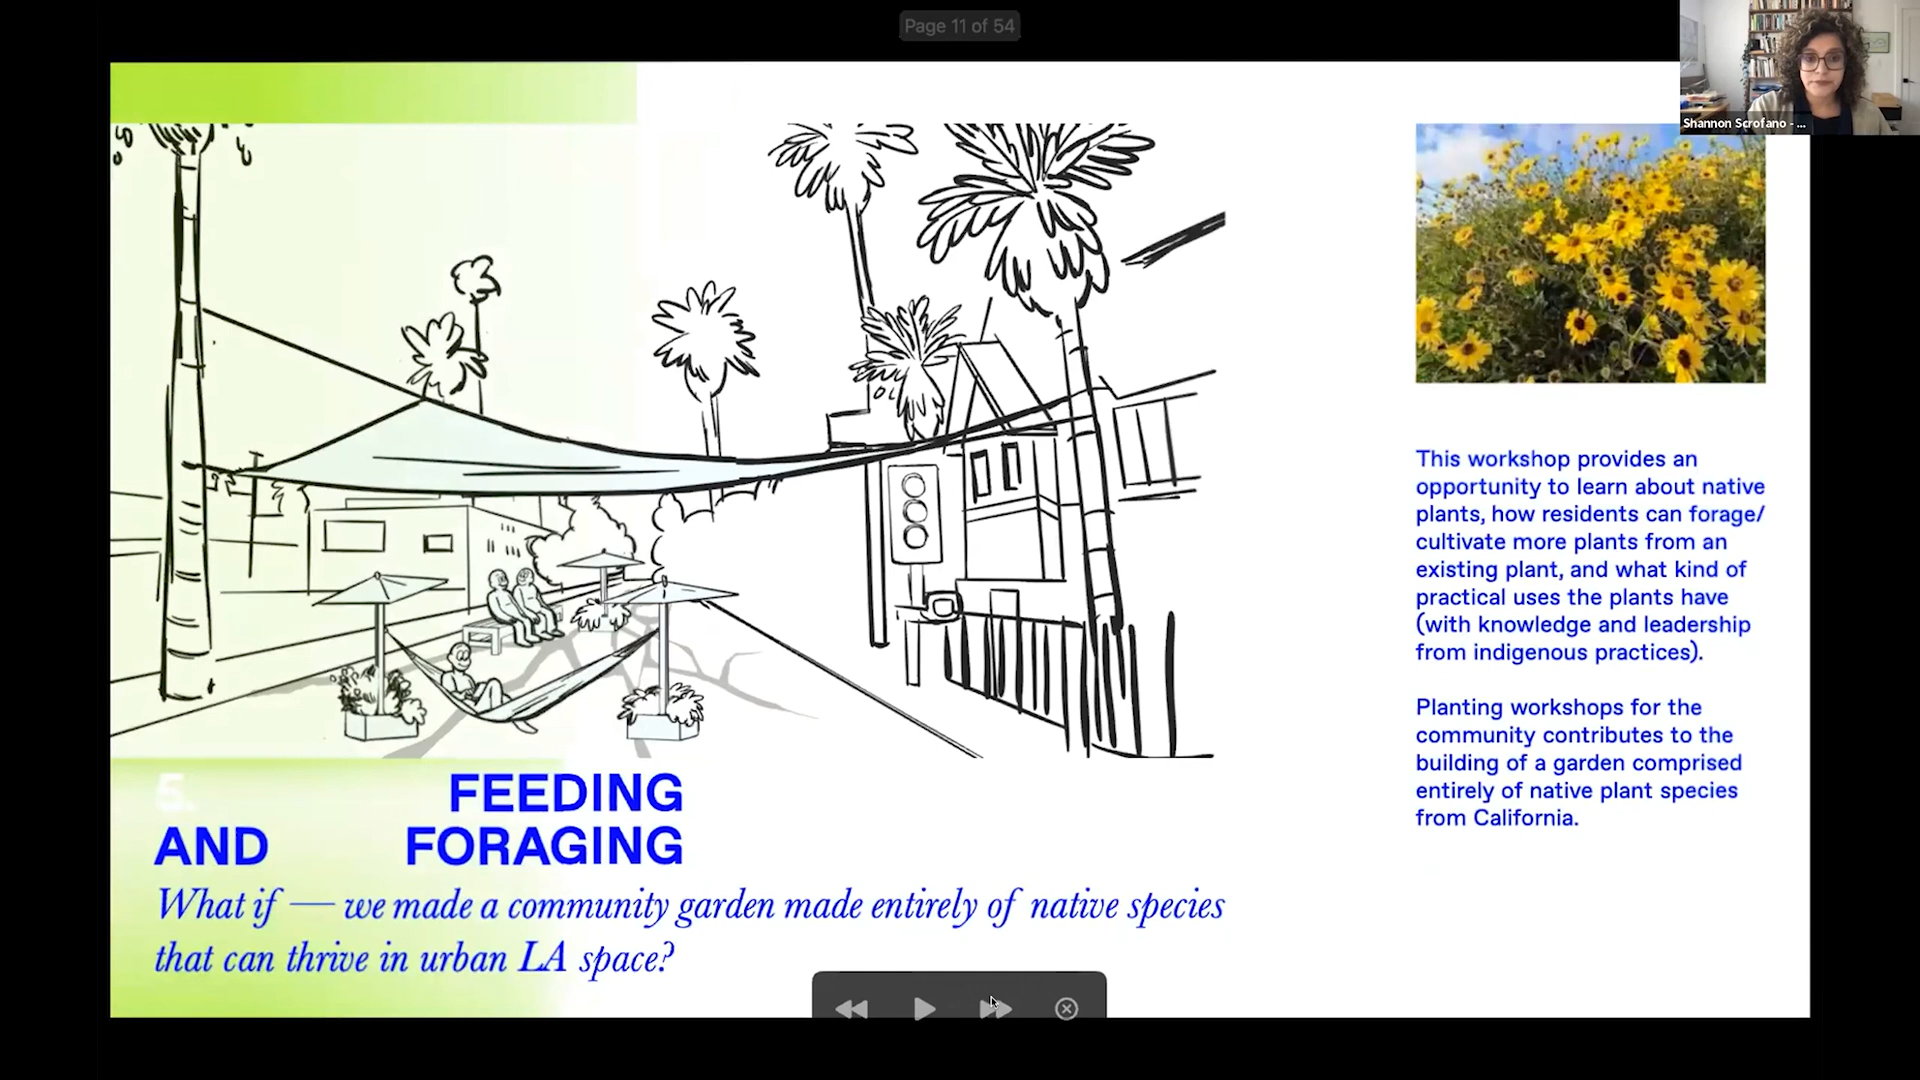 Page 11 of 54
Shannon Scrofano - ...
This workshop provides an
opportunity to learn about native
plants, how residents can forage/
cultivate more plants from an
existing plant, and what kind of
practical uses the plants have
(with knowledge and leadership
from indigenous practices).
Planting workshops for the
community contributes to the
building of a garden comprised
entirely of native plant species
from California.
5. FEEDING
AND FORAGING
What if — we made a community garden made entirely of native species
that can thrive in urban LA space?